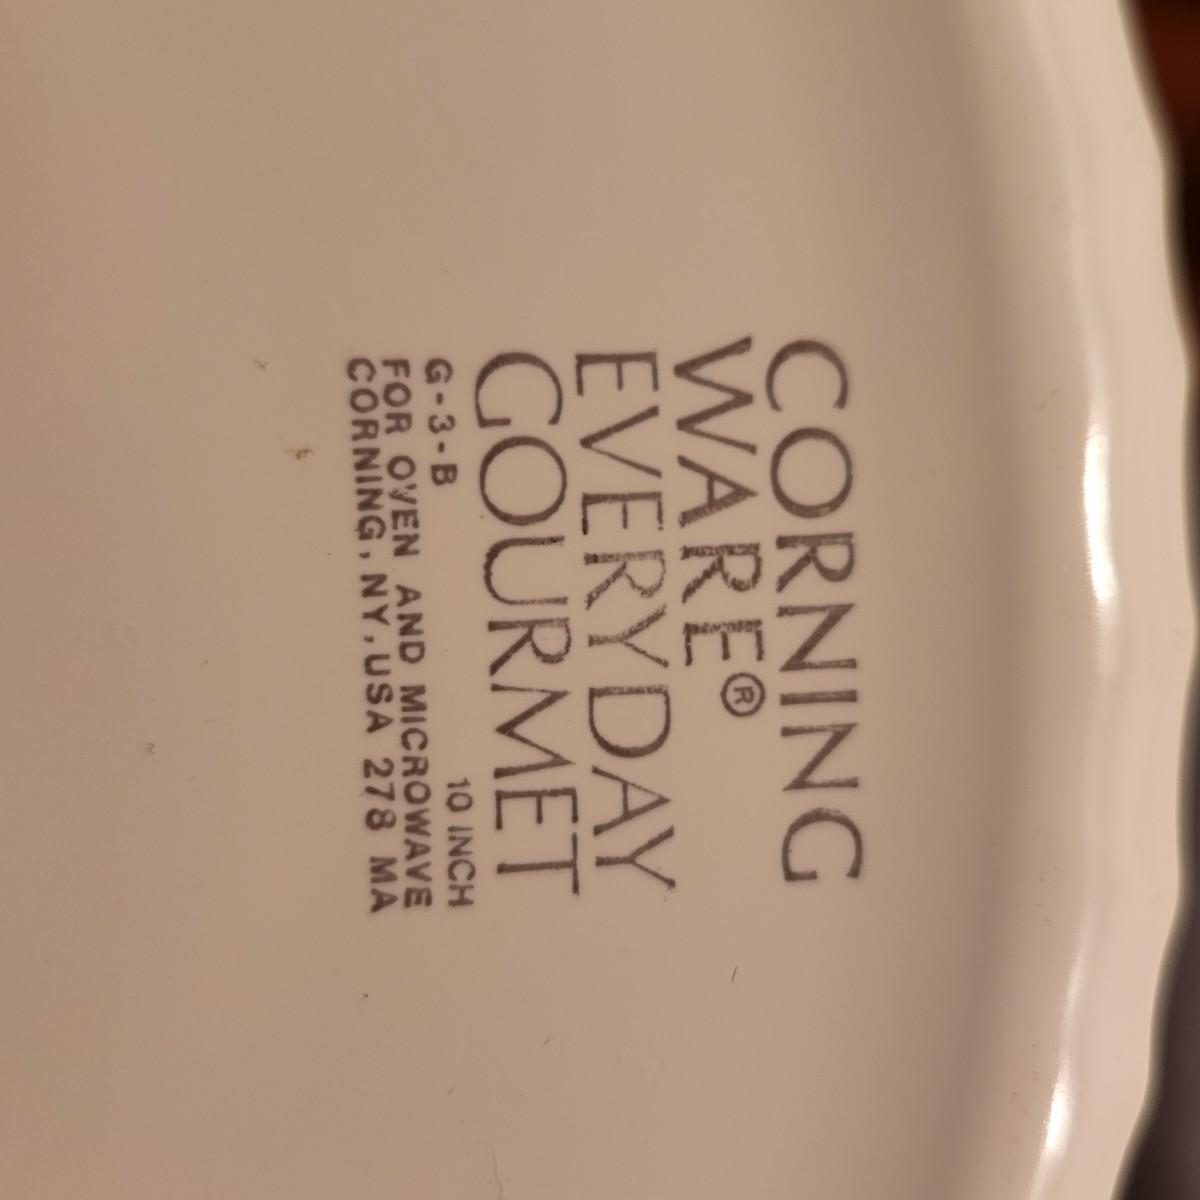 CORNING
WARE®
EVERYDAY
GOURMET
G-3-B 10 INCH
FOR OVEN AND MICROWAVE
CORNING, NY, USA 278 MA